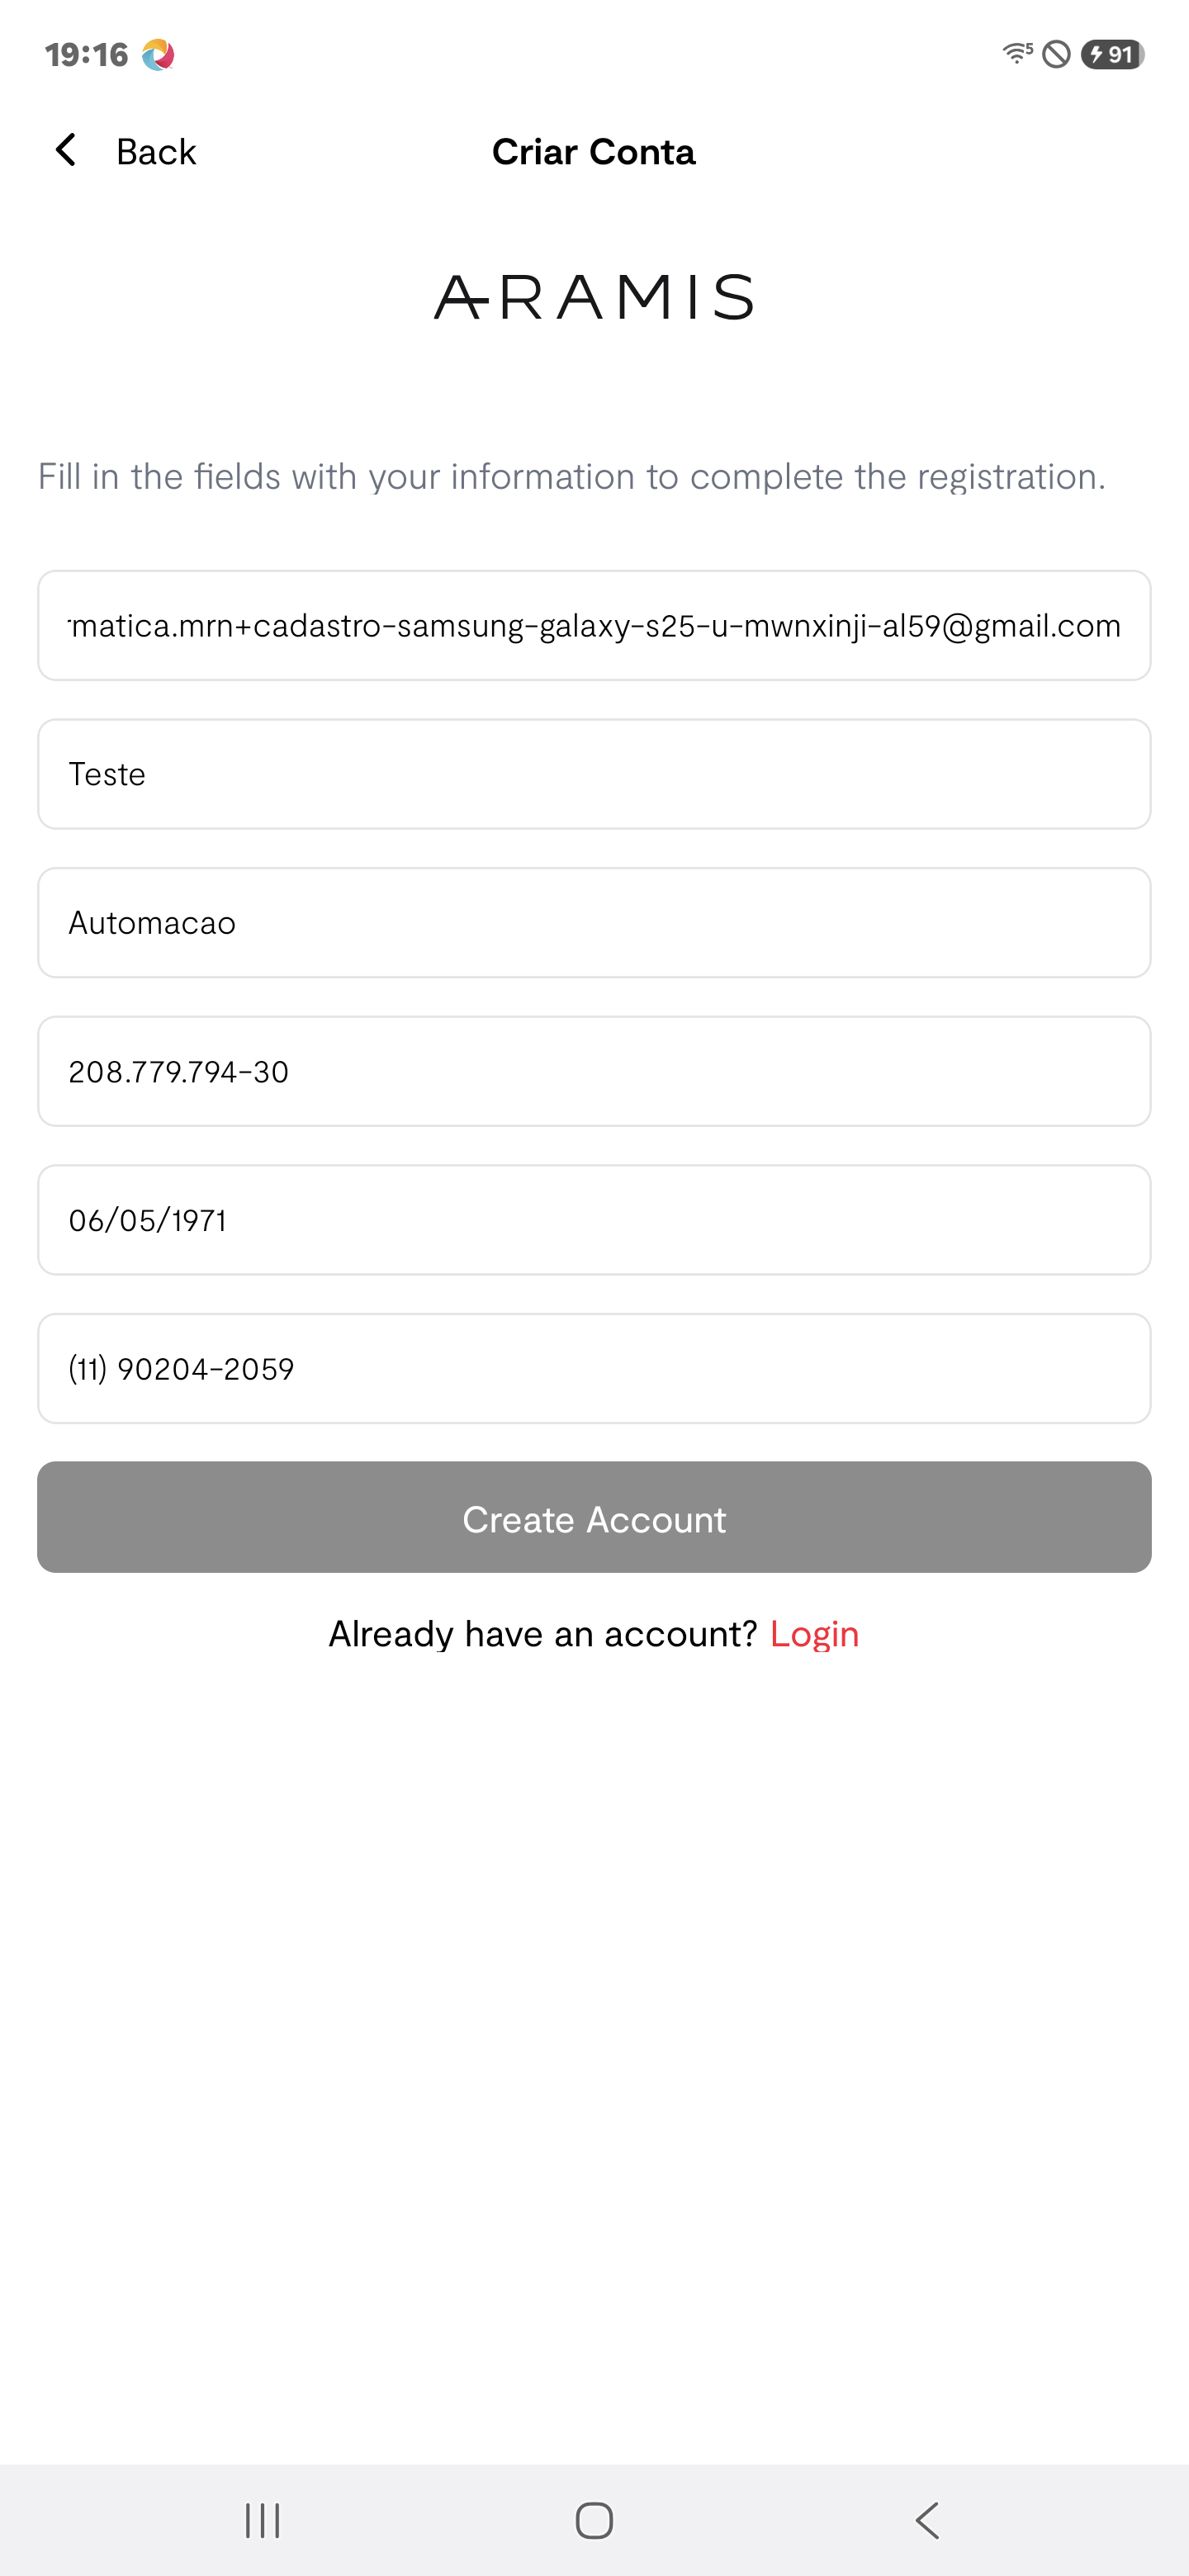 19:16
5
91
Back
Criar Conta
ARAMIS
Fill in the fields with your information to complete the registration.
matica.mrn+cadastro-samsung-galaxy-s25-u-mwnxinji-al59@gmail.com
Teste
Automacao
208.779.794-30
06/05/1971
(11) 90204-2059
Create Account
Already have an account? Login